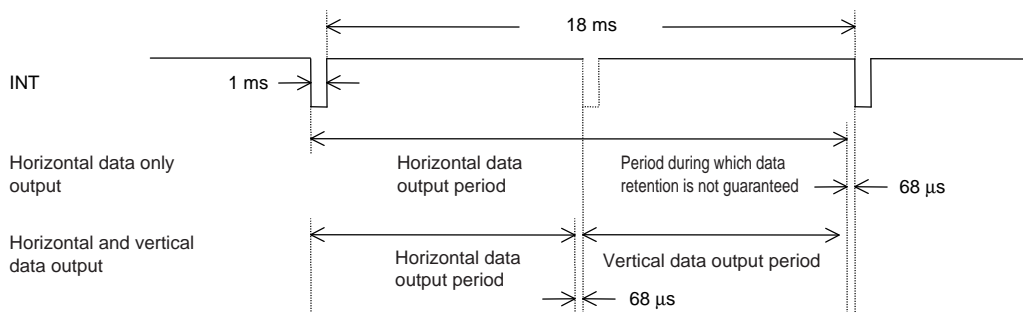 18 ms
INT
1 ms
Horizontal data only
output
Horizontal data
output period
Period during which data
retention is not guaranteed
68 μs
Horizontal and vertical
data output
Horizontal data
output period
Vertical data output period
68 μs